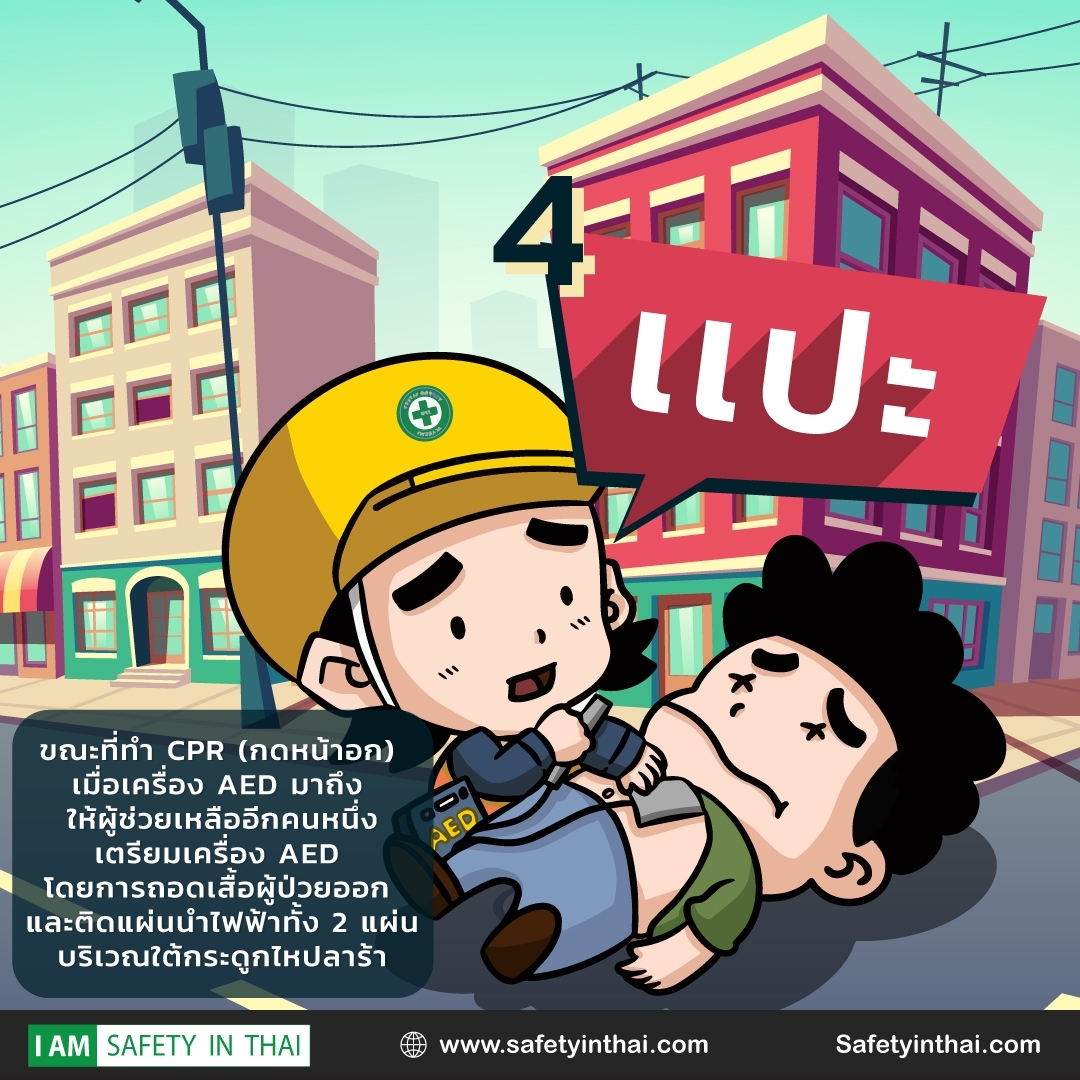 4
แปะ
ขณะที่ทำ CPR (กดหน้าอก)
เมื่อเครื่อง AED มาถึง
ให้ผู้ช่วยเหลืออีกคนหนึ่ง
เตรียมเครื่อง AED
โดยการถอดเสื้อผู้ป่วยออก
และติดแผ่นนำไฟฟ้าทั้ง 2 แผ่น
บริเวณใต้กระดูกไหปลาร้า
AED
I AM SAFETY IN THAI
www.safetyinthai.com
Safetyinthai.com